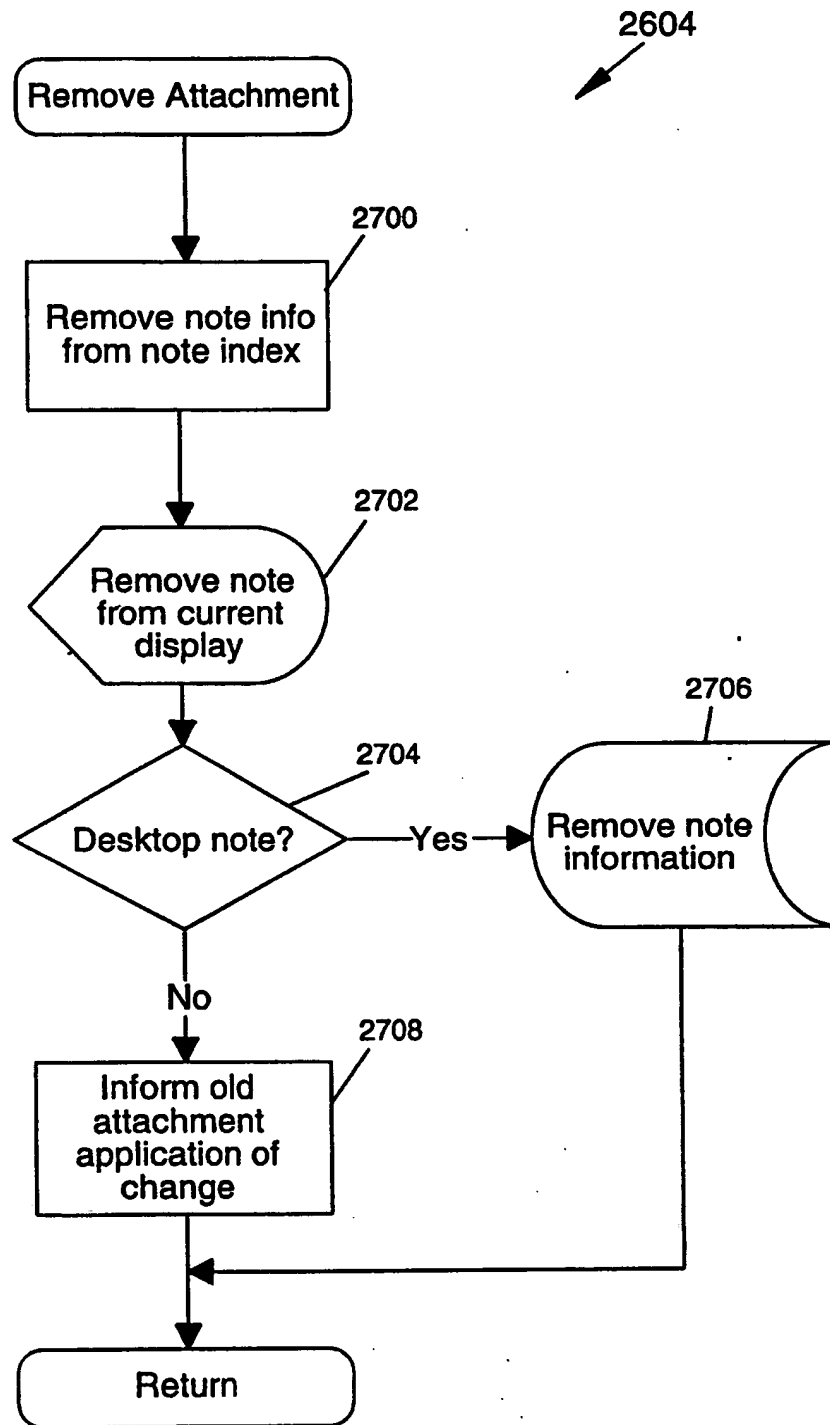 2604
Remove Attachment
2700
Remove note info
from note index
2702
Remove note
from current
display
2704
Desktop note?
Yes
2706
Remove note
information
No
2708
Inform old
attachment
application of
change
Return